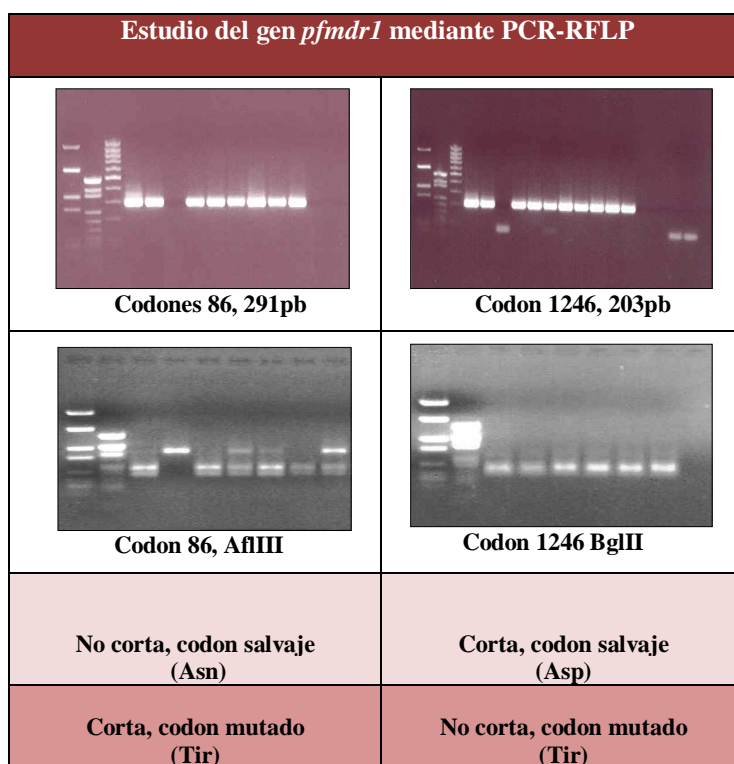 Estudio del gen pfmdr1 mediante PCR-RFLP
Codones 86, 291pb
Codon 1246, 203pb
Codon 86, AflIII
Codon 1246 BglII
No corta, codon salvaje
(Asn)
Corta, codon salvaje
(Asp)
Corta, codon mutado
(Tir)
No corta, codon mutado
(Tir)